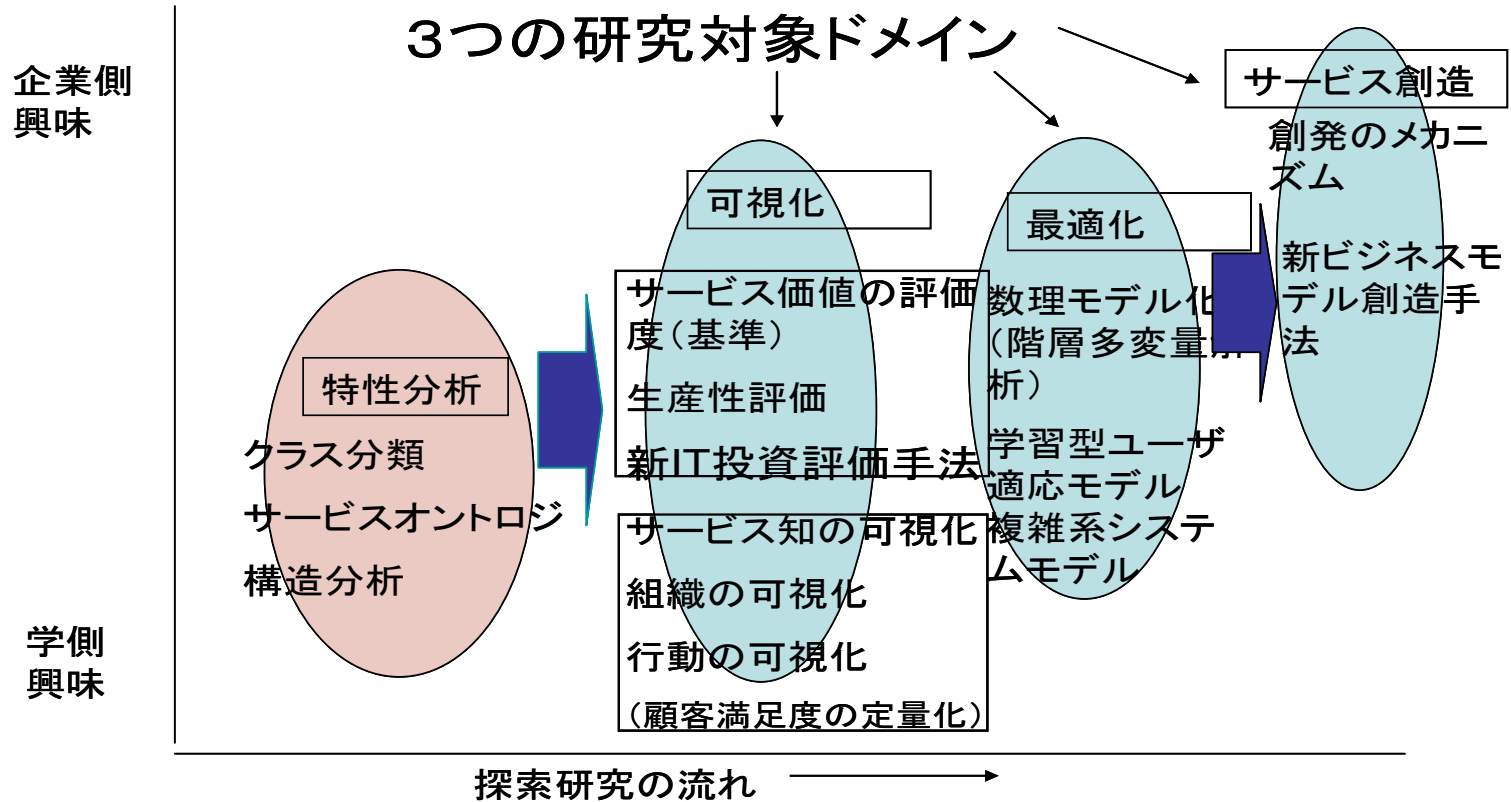 ３つの研究対象ドメイン
企業側
興味
学側
興味
特性分析
クラス分類
サービスオントロジ
構造分析
可視化
サービス価値の評価
度（基準）
生産性評価
新IT投資評価手法
サービス知の可視化
組織の可視化
行動の可視化
（顧客満足度の定量化）
最適化
数理モデル化
（階層多変量解
析）
学習型ユーザ
適応モデル
複雑系システ
ムモデル
サービス創造
創発のメカニ
ズム
新ビジネスモ
デル創造手
法
探索研究の流れ